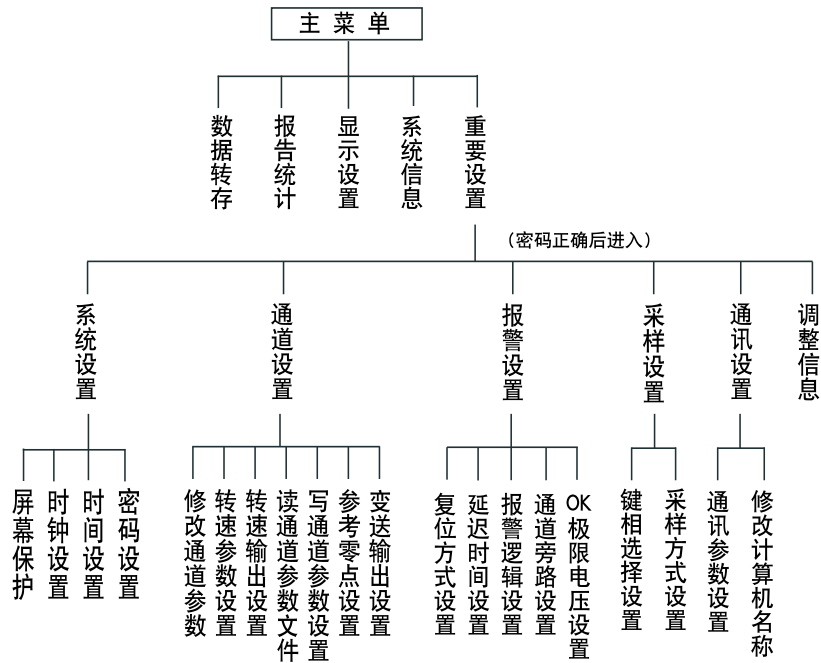 主菜单
数据转存
报告统计
显示设置
系统信息
重要设置
（密码正确后进入）
系统设置
通道设置
报警设置
采样设置
通讯设置
调整信息
屏幕保护
时钟设置
时间设置
密码设置
修改通道参数
转速参数设置
转速输出设置
读通道参数文件
写通道参数设置
参考零点设置
变送输出设置
复位方式设置
延迟时间设置
报警逻辑设置
通道旁路设置
OK极限电压设置
键相选择设置
采样方式设置
通讯参数设置
修改计算机名称